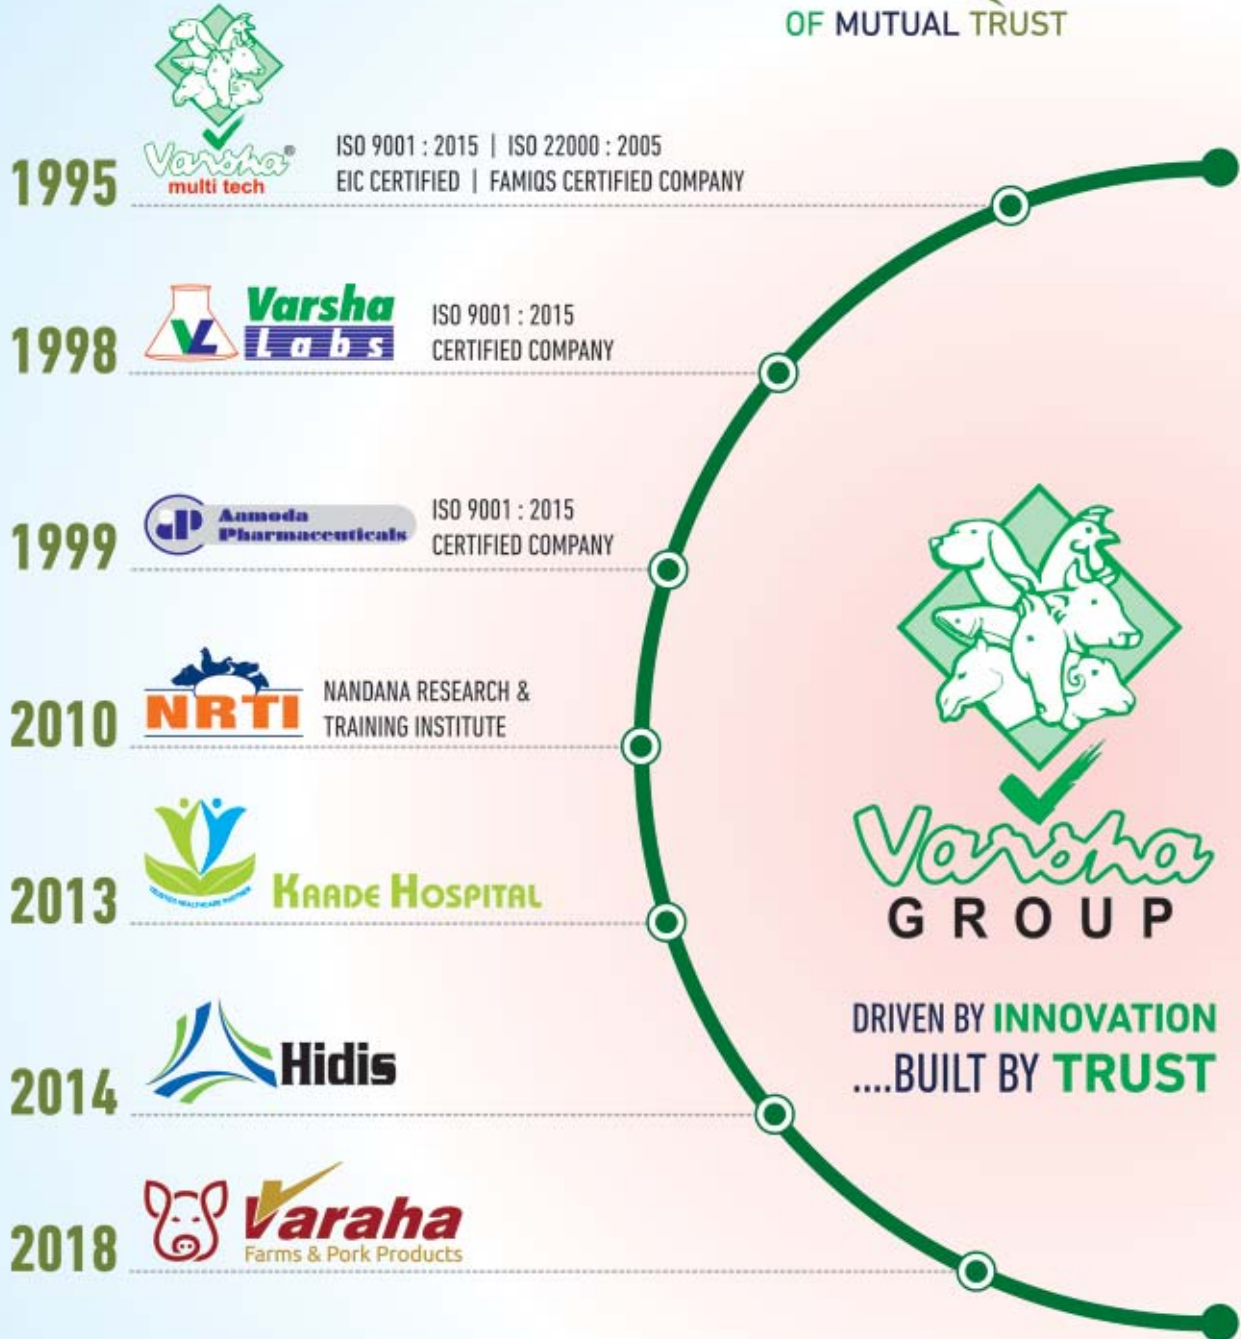 OF MUTUAL TRUST
1995
Varsha®
multi tech
ISO 9001 : 2015 | ISO 22000 : 2005
EIC CERTIFIED | FAMIQS CERTIFIED COMPANY
1998
VL
Varsha
Labs
ISO 9001 : 2015
CERTIFIED COMPANY
1999
aP
Aamoda
Pharmaceuticals
ISO 9001 : 2015
CERTIFIED COMPANY
2010
NRTI
NANDANA RESEARCH &
TRAINING INSTITUTE
2013
KAADE HOSPITAL
2014
Hidis
2018
Varaha
Farms & Pork Products
Varsha
GROUP
DRIVEN BY INNOVATION
....BUILT BY TRUST